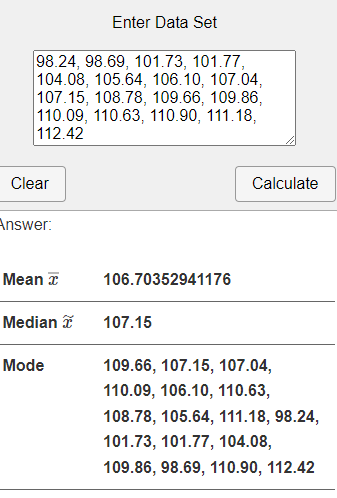 Enter Data Set
98.24, 98.69, 101.73, 101.77,
104.08, 105.64, 106.10, 107.04,
107.15, 108.78, 109.66, 109.86,
110.09, 110.63, 110.90, 111.18,
112.42
Clear
Calculate
Answer:
Mean x̅ 106.70352941176
Median x̃ 107.15
Mode 109.66, 107.15, 107.04,
110.09, 106.10, 110.63,
108.78, 105.64, 111.18, 98.24,
101.73, 101.77, 104.08,
109.86, 98.69, 110.90, 112.42